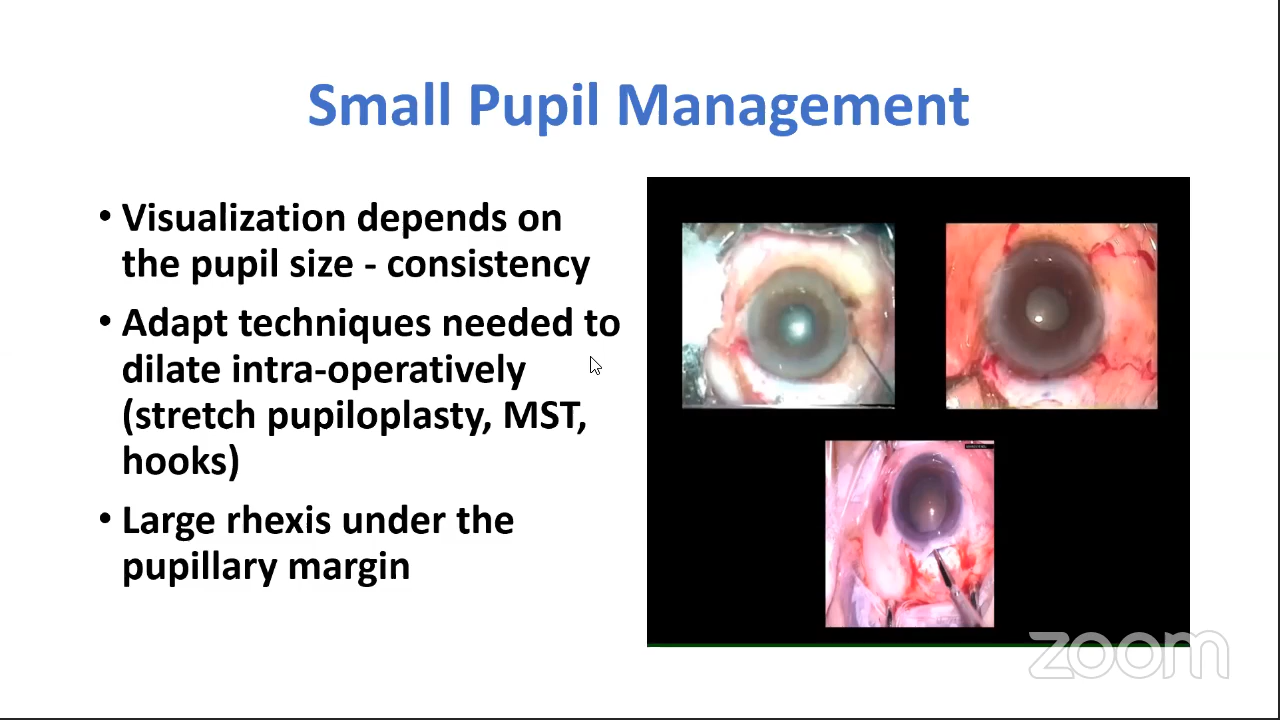 Small Pupil Management
• Visualization depends on
the pupil size - consistency
• Adapt techniques needed to
dilate intra-operatively
(stretch pupiloplasty, MST,
hooks)
• Large rhexis under the
pupillary margin
zoom